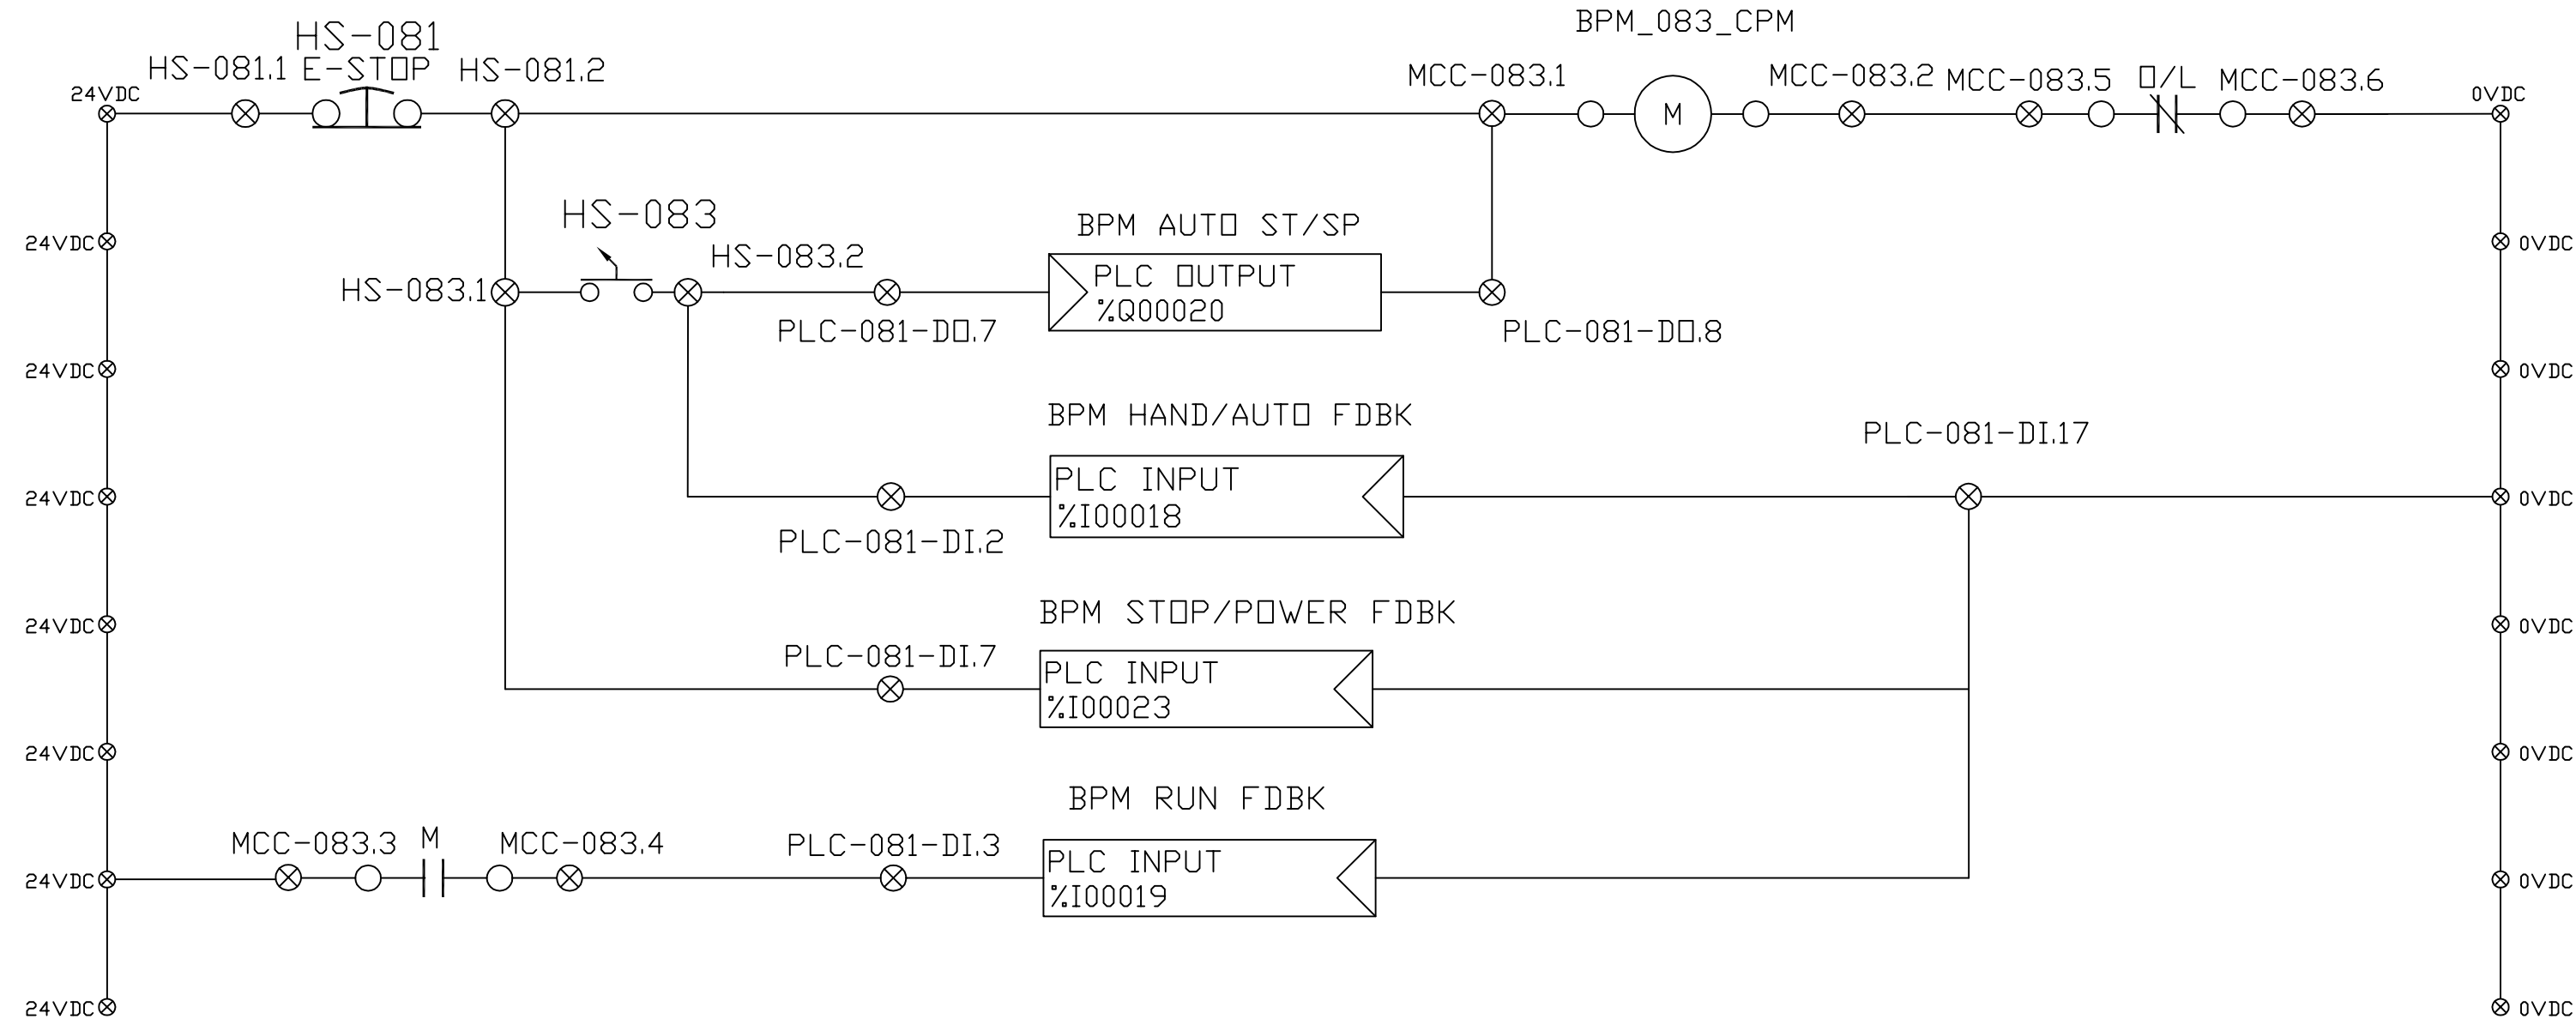 BPM_083_CPM
HS-081
HS-081.1 E-STOP HS-081.2 MCC-083.1 MCC-083.2 MCC-083.5 O/L MCC-083.6
24VDC 0VDC
M
HS-083 BPM AUTO ST/SP
24VDC HS-083.2 0VDC
HS-083.1 PLC OUTPUT
%Q00020
PLC-081-DO.7 PLC-081-DO.8
24VDC 0VDC
BPM HAND/AUTO FDBK
PLC-081-DI.17
PLC INPUT
24VDC 0VDC
%I00018
PLC-081-DI.2
BPM STOP/POWER FDBK
24VDC 0VDC
PLC-081-DI.7
PLC INPUT
%I00023
24VDC 0VDC
BPM RUN FDBK
MCC-083.3 M MCC-083.4 PLC-081-DI.3
PLC INPUT
24VDC 0VDC
%I00019
24VDC 0VDC